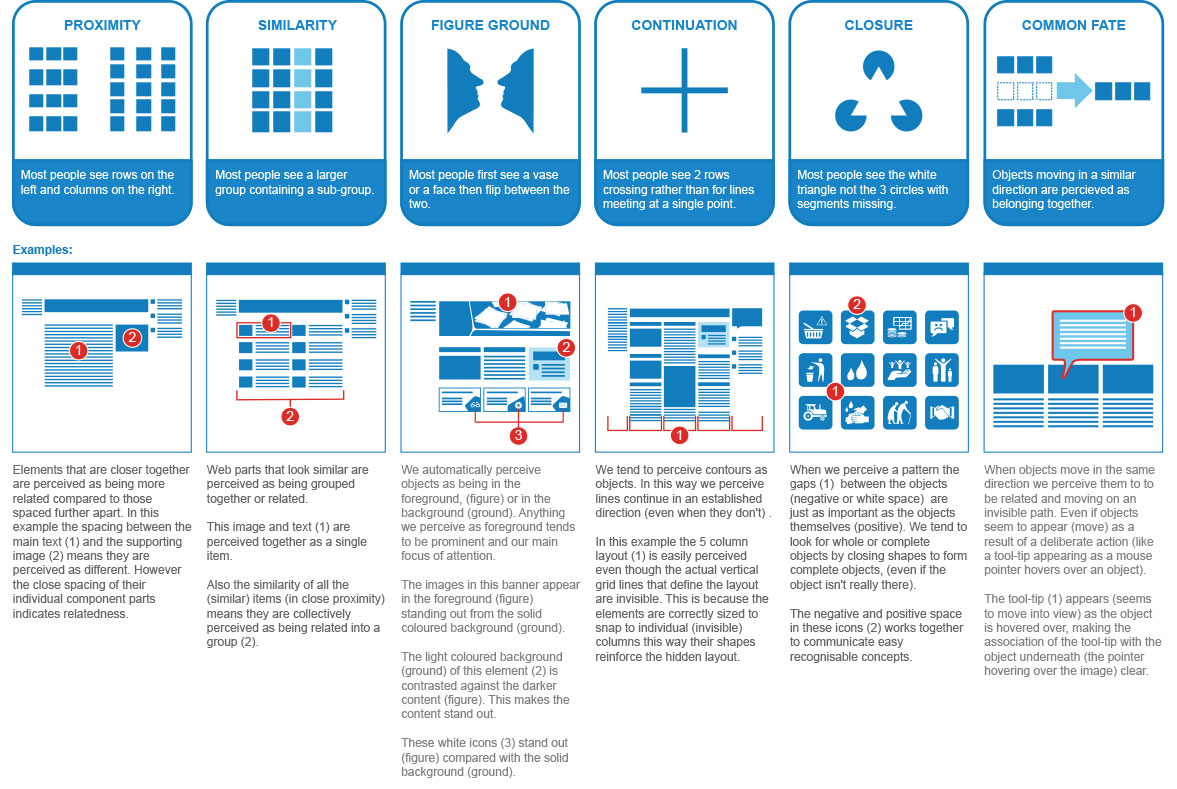 PROXIMITY
Most people see rows on the
left and columns on the right.
SIMILARITY
Most people see a larger
group containing a sub-group.
FIGURE GROUND
Most people first see a vase
or a face then flip between the
two.
CONTINUATION
Most people see 2 rows
crossing rather than for lines
meeting at a single point.
CLOSURE
Most people see the white
triangle not the 3 circles with
segments missing.
COMMON FATE
Objects moving in a similar
direction are percieved as
belonging together.
Examples:
1
2
Elements that are closer together
are perceived as being more
related compared to those
spaced further apart. In this
example the spacing between the
main text (1) and the supporting
image (2) means they are
perceived as different. However
the close spacing of their
individual component parts
indicates relatedness.
1
2
Web parts that look similar are
perceived as being grouped
together or related.
This image and text (1) are
perceived together as a single
item.
Also the similarity of all the
(similar) items (in close proximity)
means they are collectively
perceived as being related into a
group (2).
1
2
3
We automatically perceive
objects as being in the
foreground, (figure) or in the
background (ground). Anything
we perceive as foreground tends
to be prominent and our main
focus of attention.
The images in this banner appear
in the foreground (figure)
standing out from the solid
coloured background (ground).
The light coloured background
(ground) of this element (2) is
contrasted against the darker
content (figure). This makes the
content stand out.
These white icons (3) stand out
(figure) compared with the solid
background (ground).
1
We tend to perceive contours as
objects. In this way we perceive
lines continue in an established
direction (even when they don't) .
In this example the 5 column
layout (1) is easily perceived
even though the actual vertical
grid lines that define the layout
are invisible. This is because the
elements are correctly sized to
snap to individual (invisible)
columns this way their shapes
reinforce the hidden layout.
2
1
When we perceive a pattern the
gaps (1) between the objects
(negative or white space) are
just as important as the objects
themselves (positive). We tend to
look for whole or complete
objects by closing shapes to form
complete objects, (even if the
object isn't really there).
The negative and positive space
in these icons (2) works together
to communicate easy
recognisable concepts.
1
When objects move in the same
direction we perceive them to to
be related and moving on an
invisible path. Even if objects
seem to appear (move) as a
result of a deliberate action (like
a tool-tip appearing as a mouse
pointer hovers over an object).
The tool-tip (1) appears (seems
to move into view) as the object
is hovered over, making the
association of the tool-tip with the
object underneath (the pointer
hovering over the image) clear.